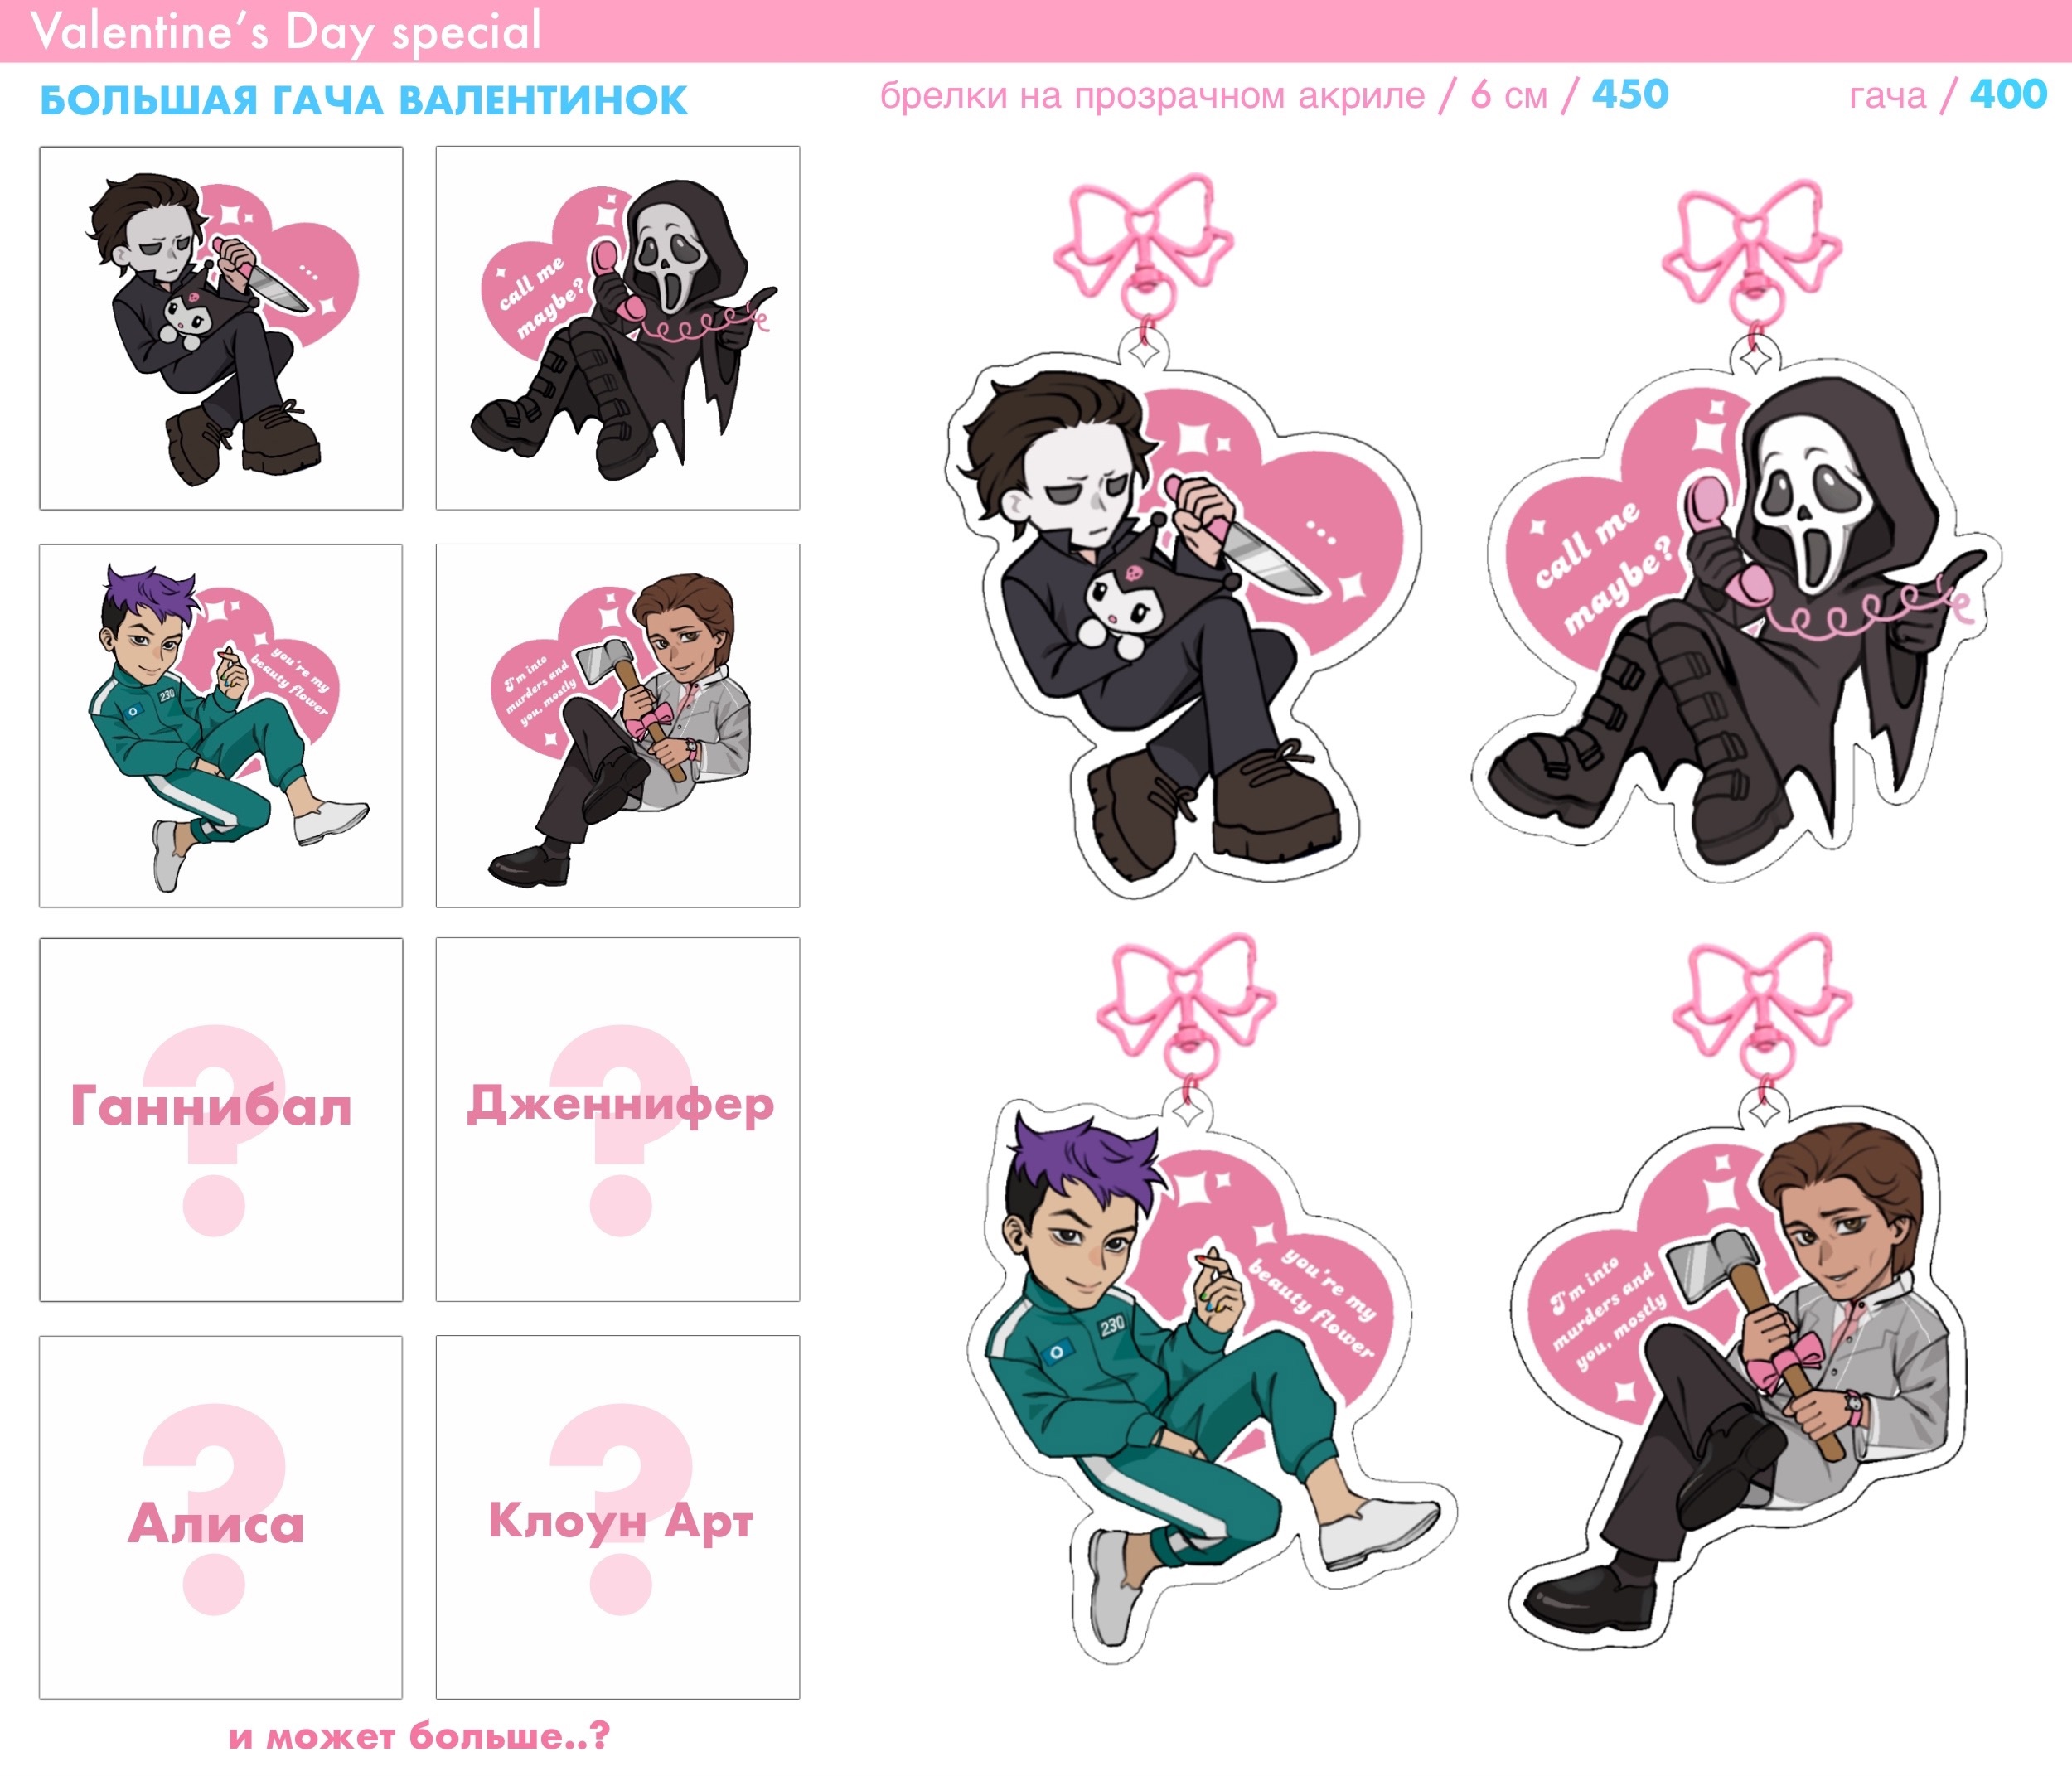 Valentine's Day special
БОЛЬШАЯ ГАЧА ВАЛЕНТИНОК
брелки на прозрачном акриле / 6 см / 450
гача / 400
...
call me
maybe?
you're my
beauty flower
230
I'm into
murders and
you, mostly
?
Ганнибал
?
Дженнифер
?
Алиса
?
Клоун Арт
и может больше..?
...
call me
maybe?
you're my
beauty flower
230
I'm into
murders and
you, mostly